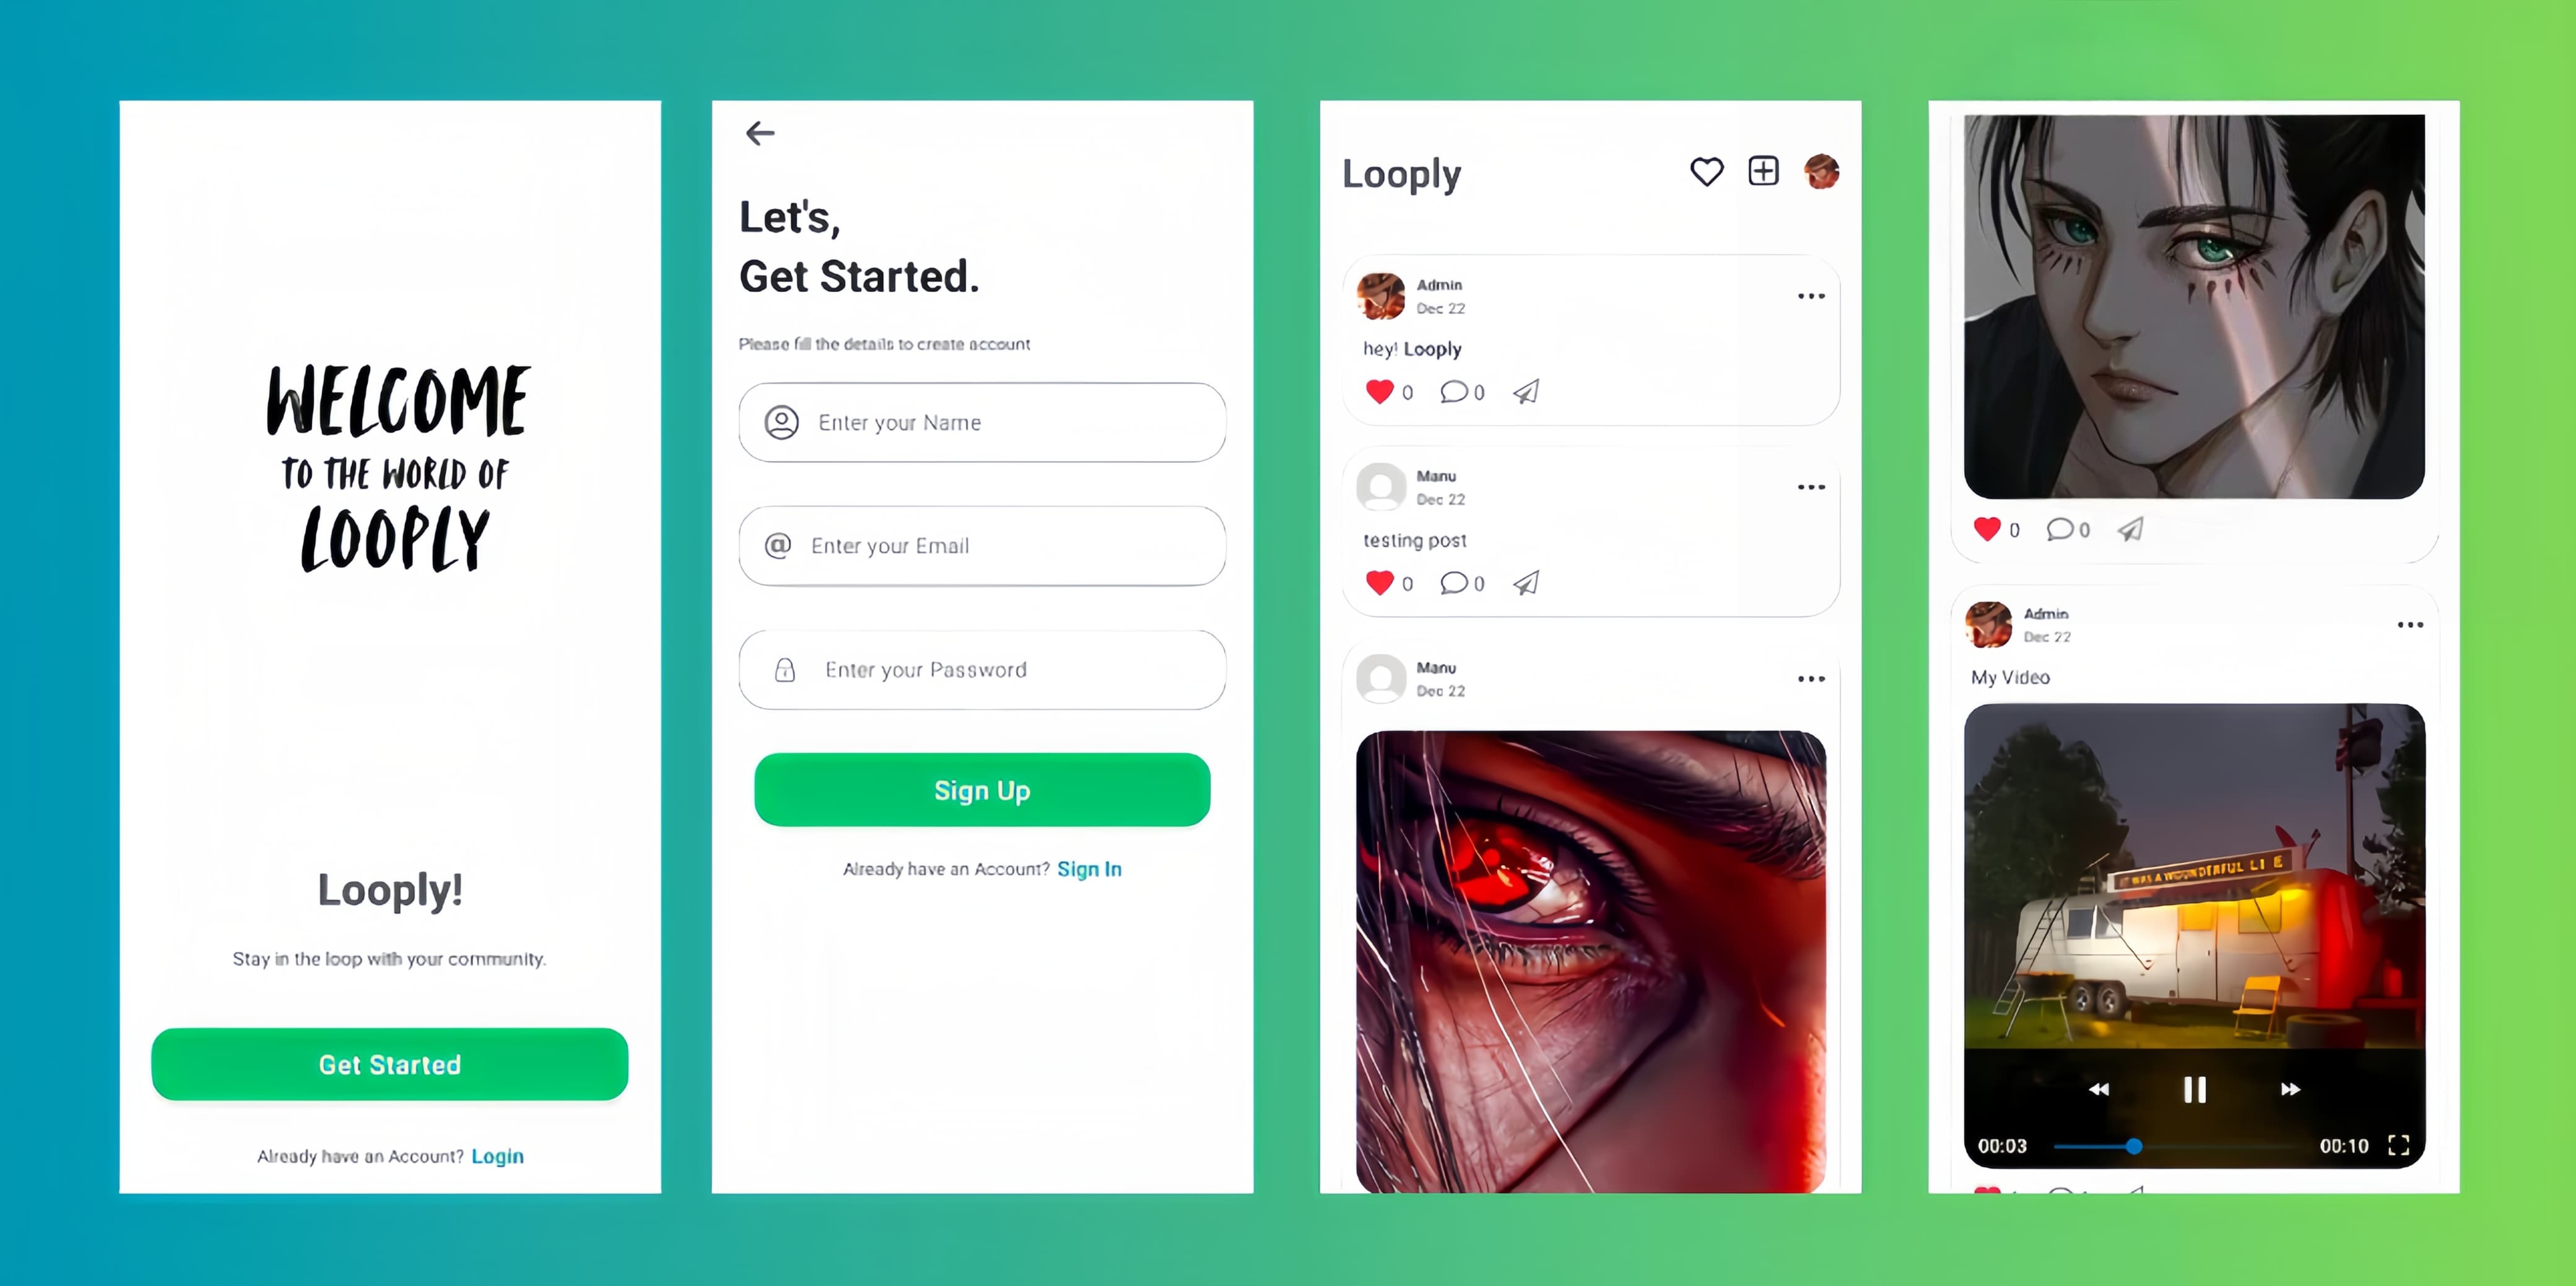 WELCOME
TO THE WORLD OF
LOOPLY
Looply!
Stay in the loop with your community.
Get Started
Already have an Account? Login
Let's,
Get Started.
Please fill the details to create account
Enter your Name
@ Enter your Email
Enter your Password
Sign Up
Already have an Account? Sign In
Looply
Admin
Dec 22
hey! Looply
0 0
Manu
Dec 22
testing post
0 0
Manu
Dec 22
0 0
Admin
Dec 22
My Video
WAS A WOUNDERFUL LI E
00:03 00:10